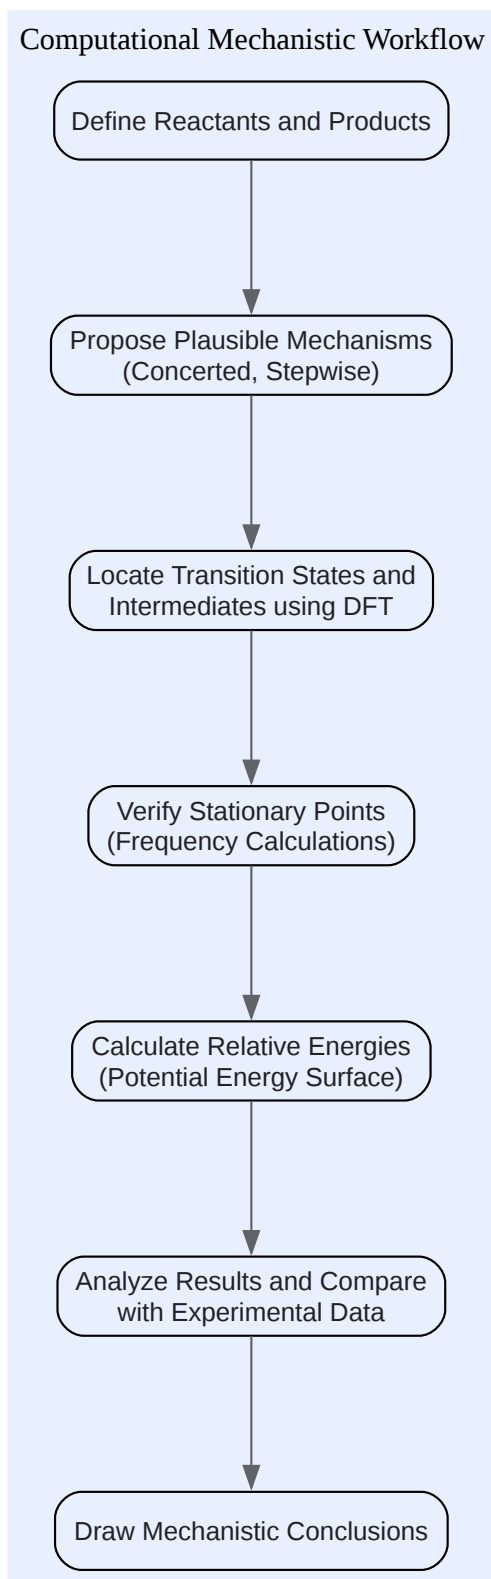 Computational Mechanistic Workflow
Define Reactants and Products
Propose Plausible Mechanisms
(Concerted, Stepwise)
Locate Transition States and
Intermediates using DFT
Verify Stationary Points
(Frequency Calculations)
Calculate Relative Energies
(Potential Energy Surface)
Analyze Results and Compare
with Experimental Data
Draw Mechanistic Conclusions